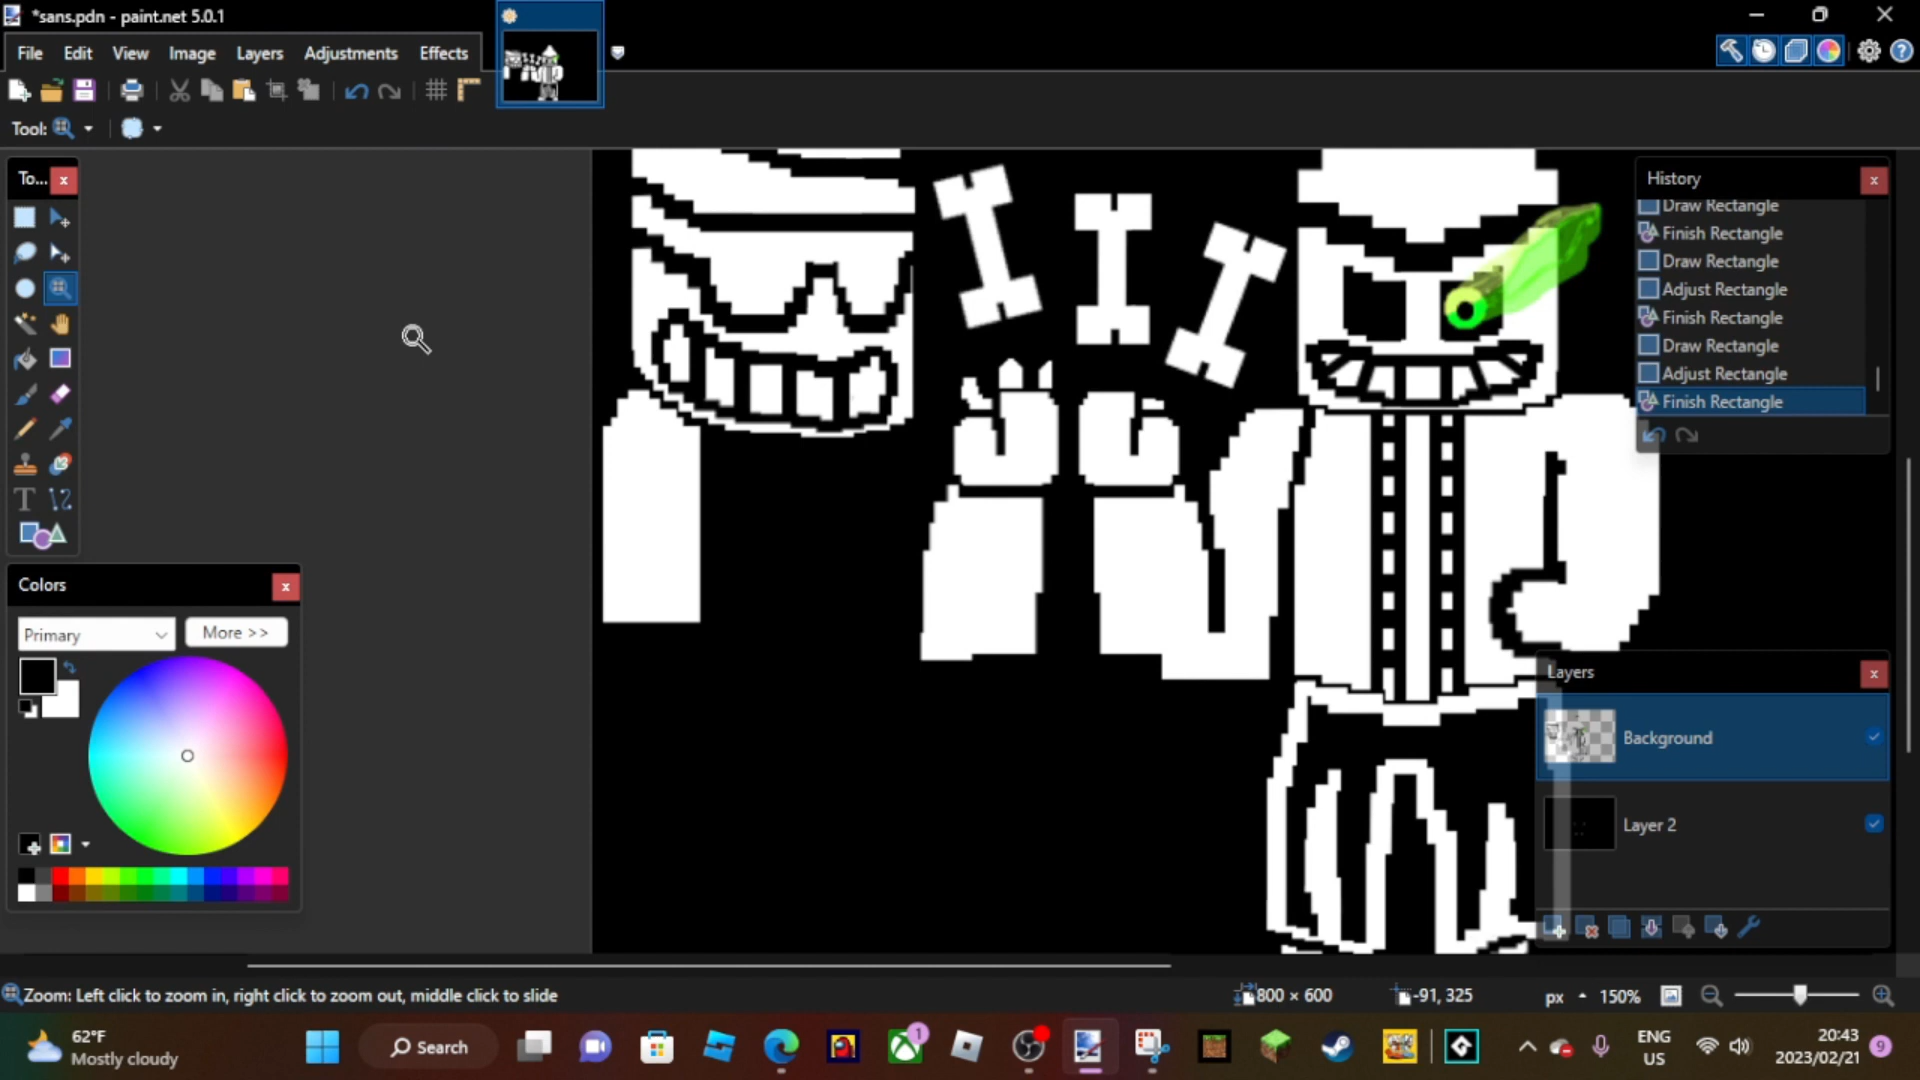 *sans.pdn - paint.net 5.0.1
File Edit View Image Layers Adjustments Effects
Tool:
To...
History
Draw Rectangle
Finish Rectangle
Draw Rectangle
Adjust Rectangle
Finish Rectangle
Draw Rectangle
Adjust Rectangle
Finish Rectangle
Colors
Primary
More >>
Layers
Background
Layer 2
Zoom: Left click to zoom in, right click to zoom out, middle click to slide
800 × 600
-91, 325
px
150%
62°F
Mostly cloudy
Search
1
ENG
US
20:43
2023/02/21
9